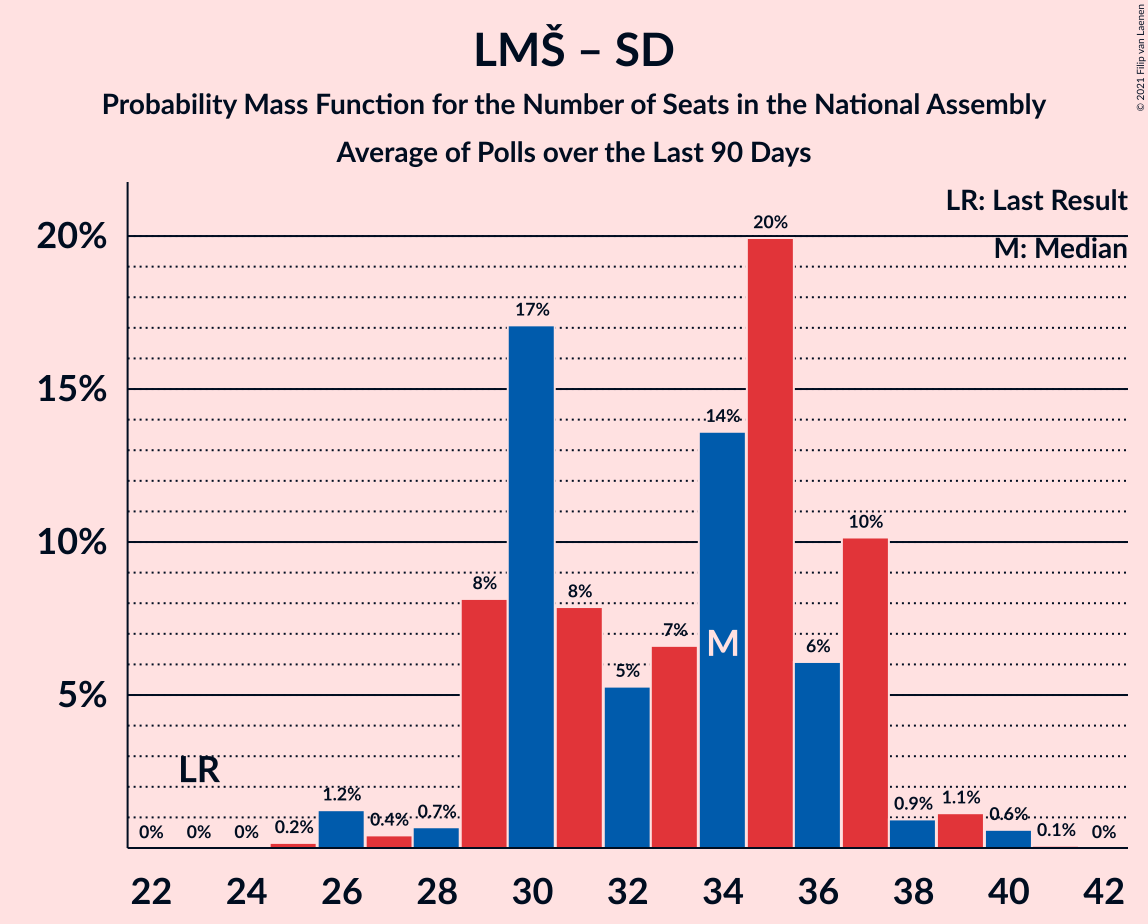 LMŠ – SD
Probability Mass Function for the Number of Seats in the National Assembly
Average of Polls over the Last 90 Days
© 2021 Filip van Laenen
LR: Last Result
M: Median
20%
15%
10%
5%
0% 0% 0% 0.2% 1.2% 0.4% 0.7% 8% 17% 8% 5% 7% 14% 20% 6% 10% 0.9% 1.1% 0.6% 0.1% 0%
LR
M
22 24 26 28 30 32 34 36 38 40 42